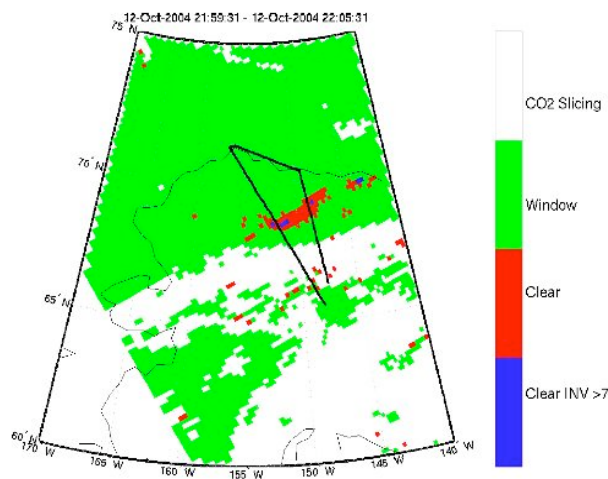 12-Oct-2004 21:59:31 - 12-Oct-2004 22:05:31
75°N
70°N
65°N
60°N
170°W
165°W
160°W
155°W
150°W
145°W
140°W
CO2 Slicing
Window
Clear
Clear INV >7